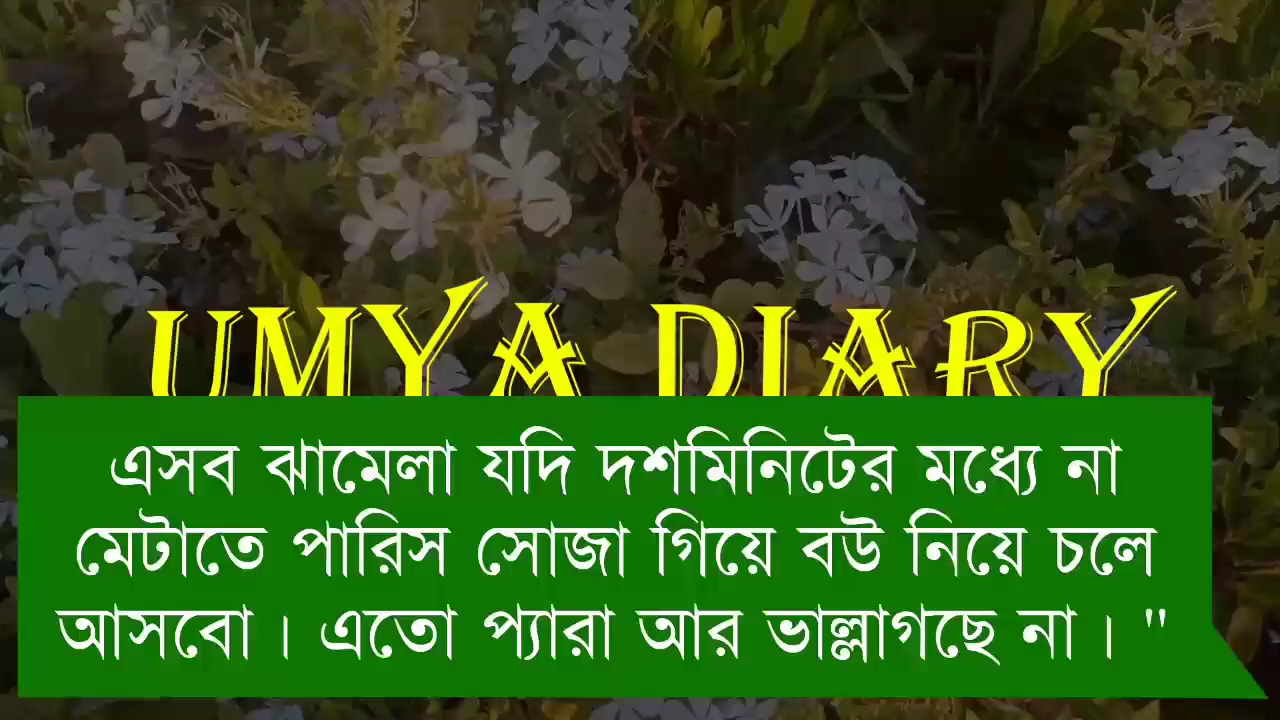 UMYA DIARY
এসব ঝামেলা যদি দশমিনিটের মধ্যে না
মেটাতে পারিস সোজা গিয়ে বউ নিয়ে চলে
আসবো। এতো প্যারা আর ভাল্লাগছে না। "